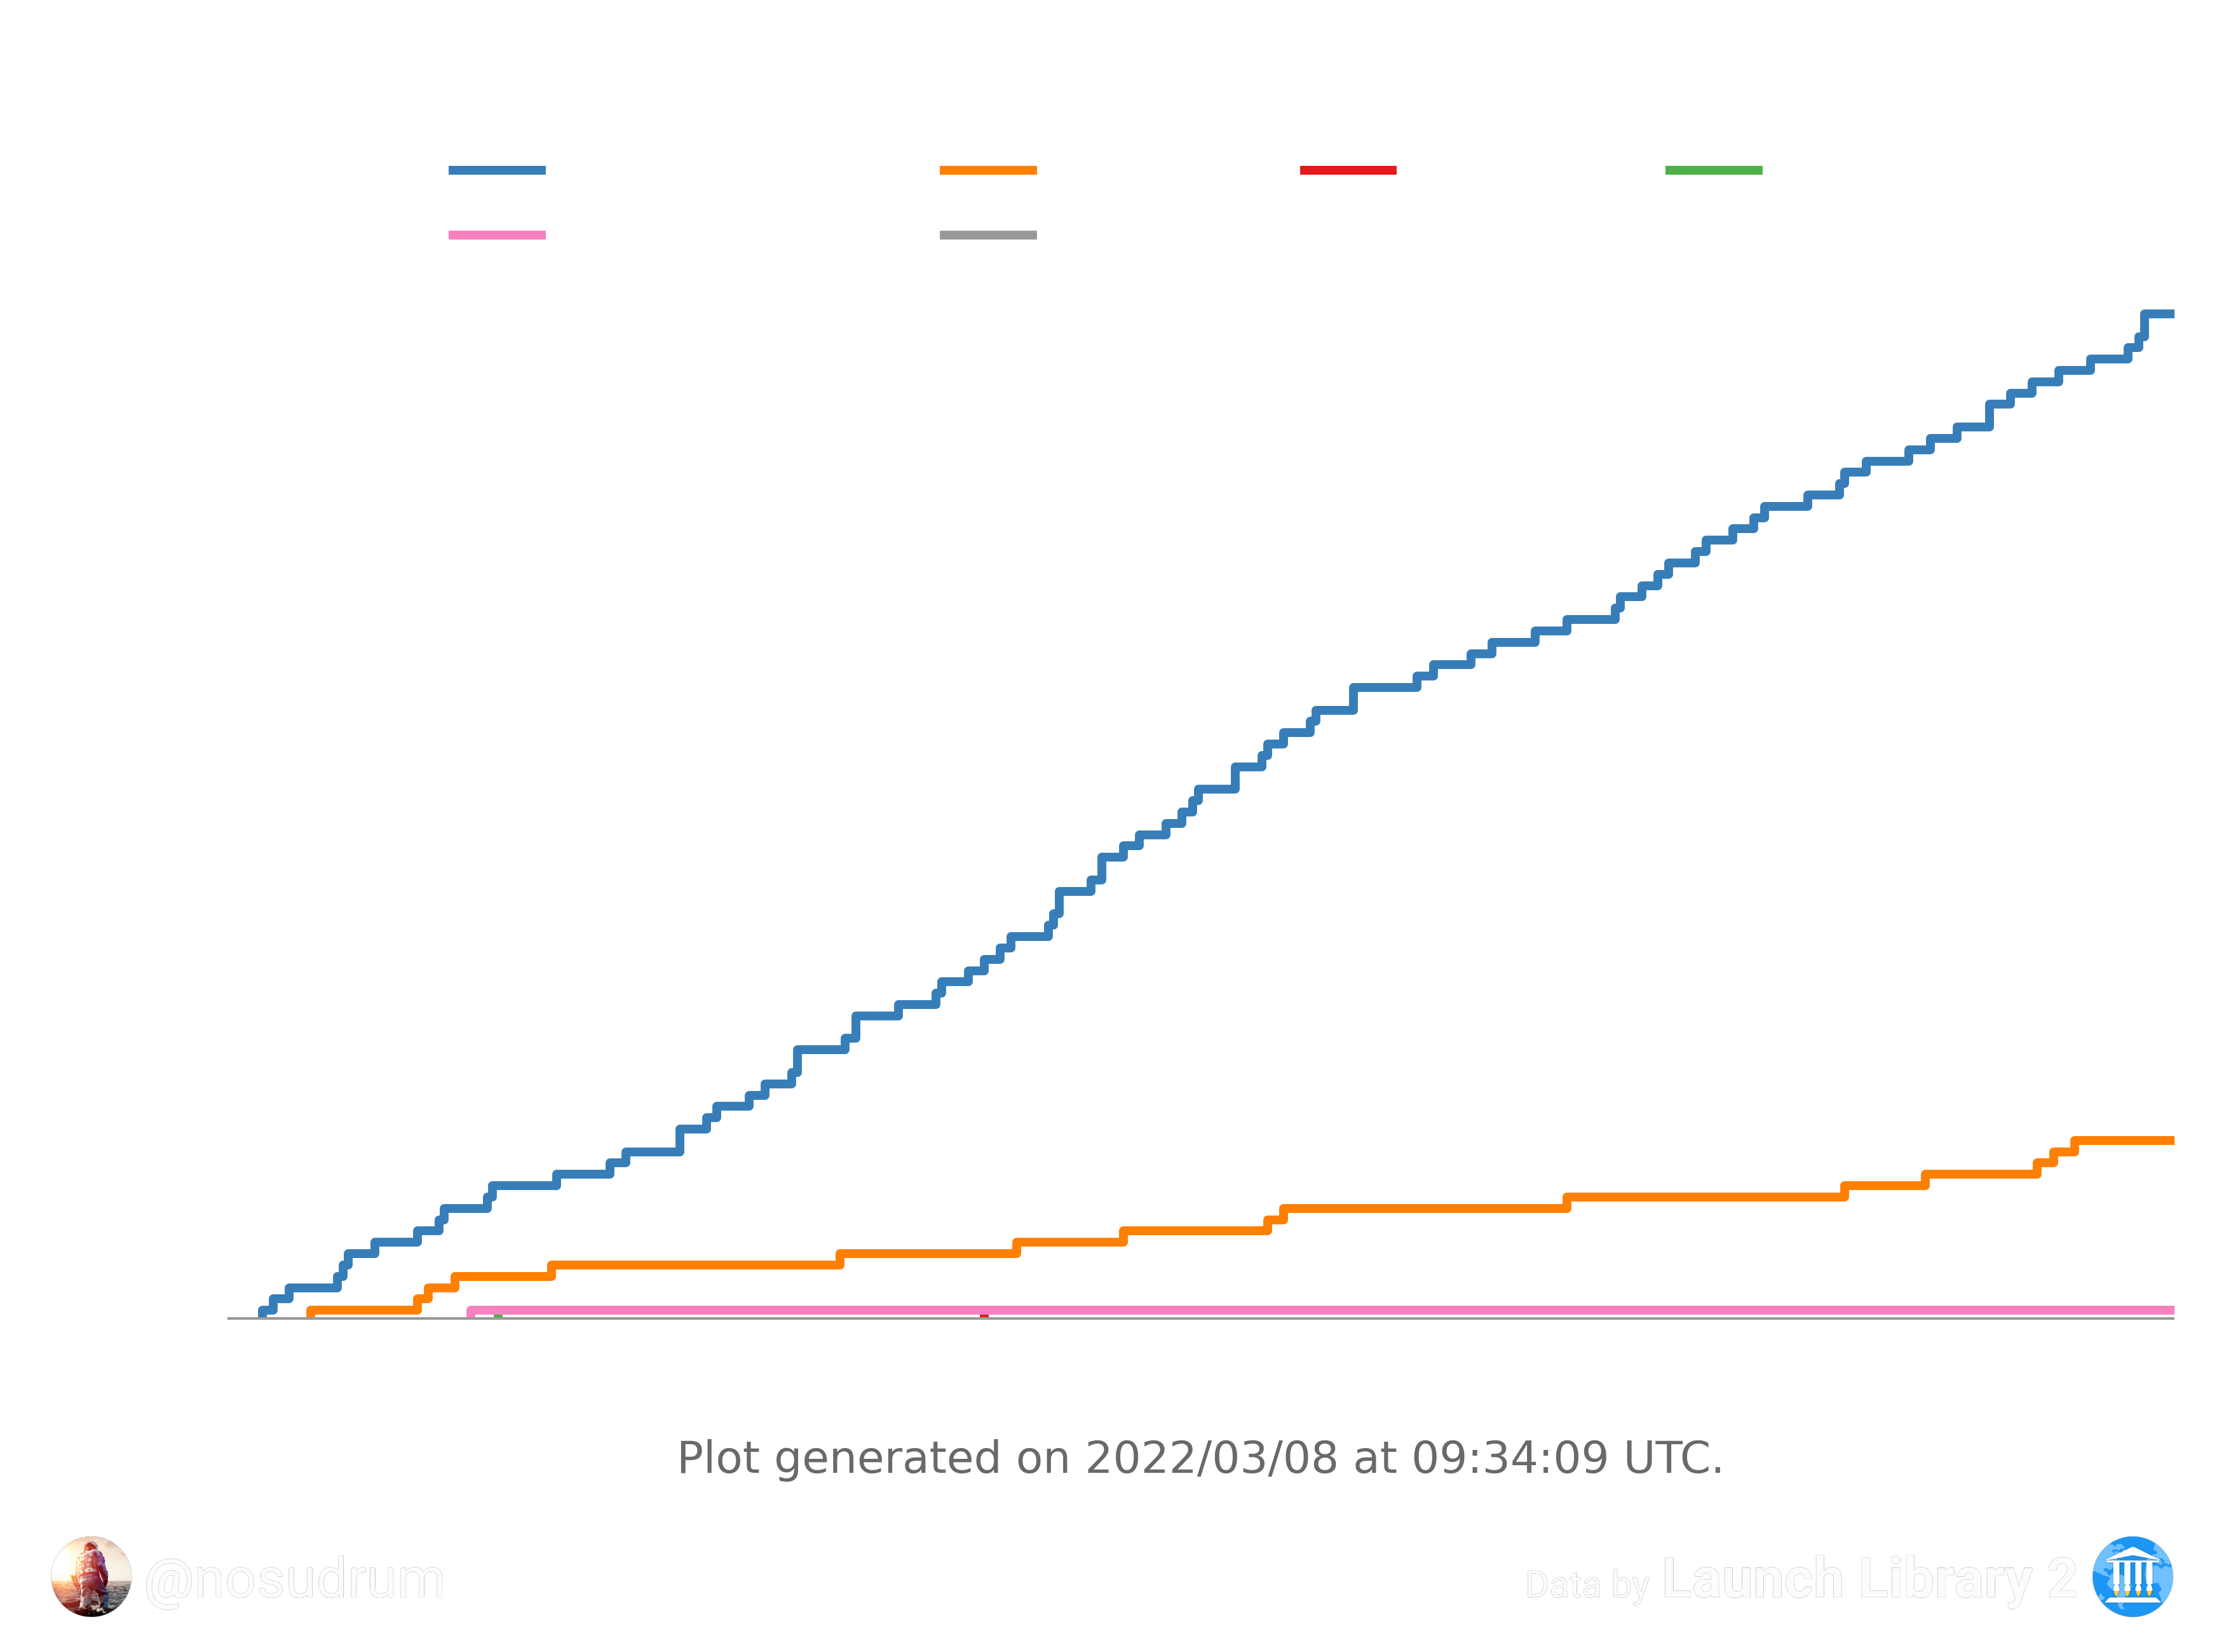 Plot generated on 2022/03/08 at 09:34:09 UTC.
@nosudrum
Data by Launch Library 2